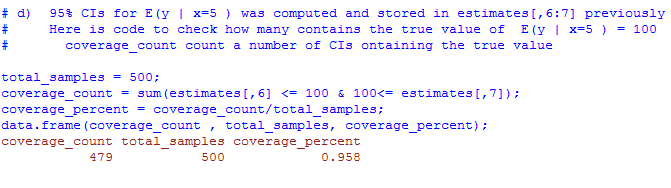 # d)  95% CIs for E(y | x=5 ) was computed and stored in estimates[,6:7] previously
#     Here is code to check how many contains the true value of  E(y | x=5 ) = 100
#       coverage_count count a number of CIs ontaining the true value
total_samples = 500;
coverage_count = sum(estimates[,6] <= 100 & 100<= estimates[,7]);
coverage_percent = coverage_count/total_samples;
data.frame(coverage_count , total_samples, coverage_percent);
coverage_count total_samples coverage_percent
479           500            0.958